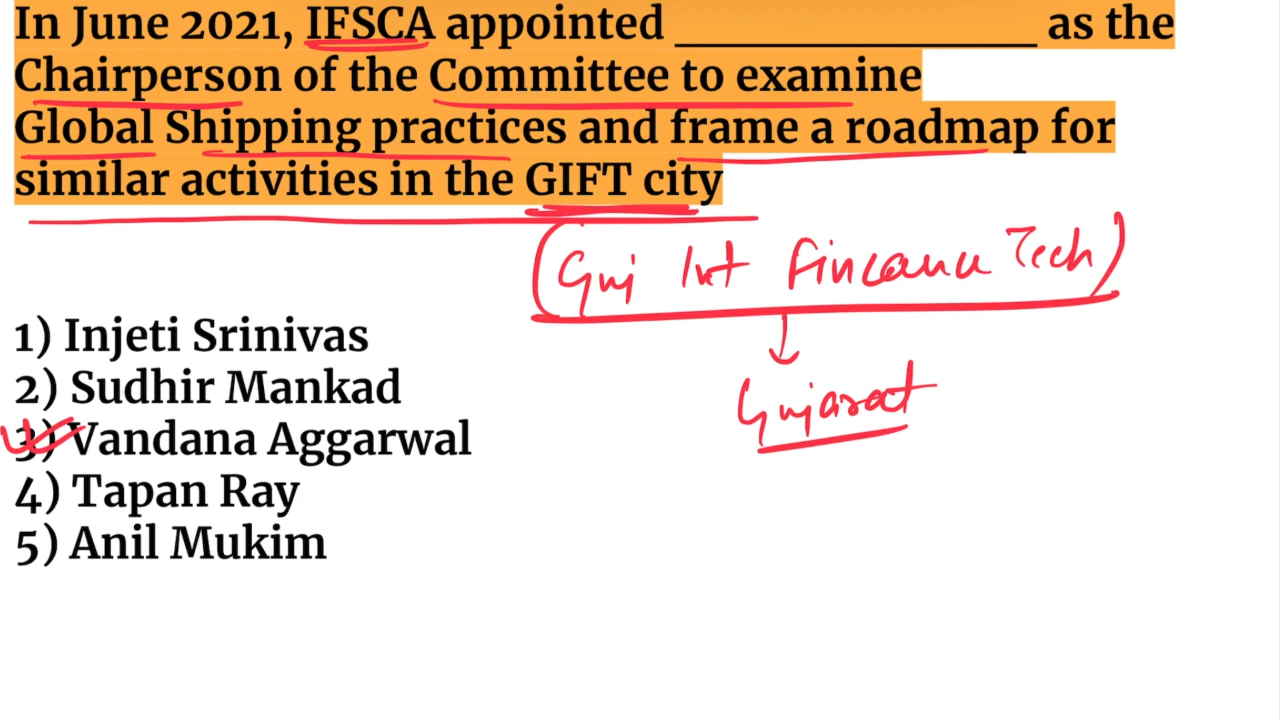 In June 2021, IFSCA appointed ________________ as the
Chairperson of the Committee to examine
Global Shipping practices and frame a roadmap for
similar activities in the GIFT city
(Guj Int Finance Tech)
Gujarat
1) Injeti Srinivas
2) Sudhir Mankad
3) Vandana Aggarwal
4) Tapan Ray
5) Anil Mukim